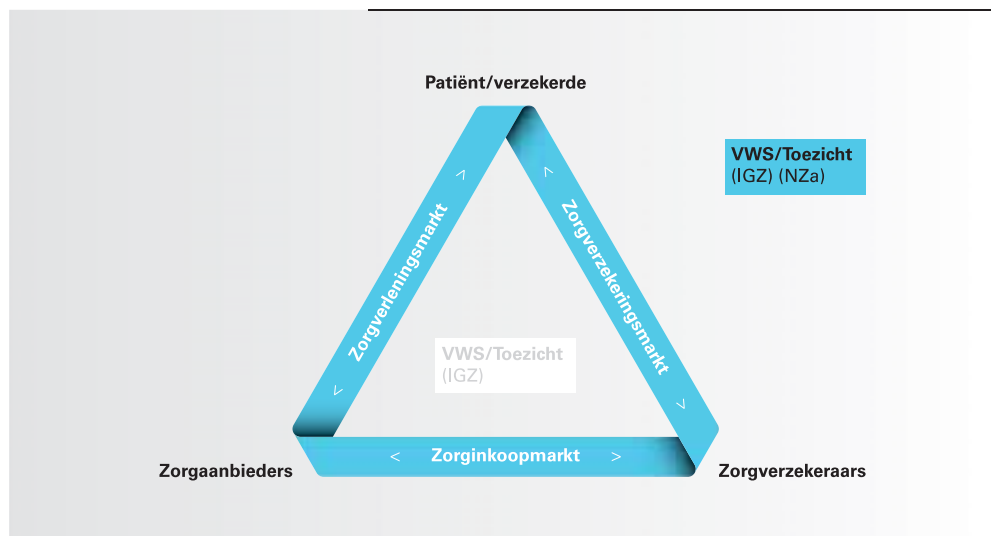 Patiënt/verzekerde
VWS/Toezicht
(IGZ) (NZa)
< Zorgverleningsmarkt >
< Zorgverzekeringsmarkt >
VWS/Toezicht
(IGZ)
Zorgaanbieders
< Zorginkoopmarkt >
Zorgverzekeraars